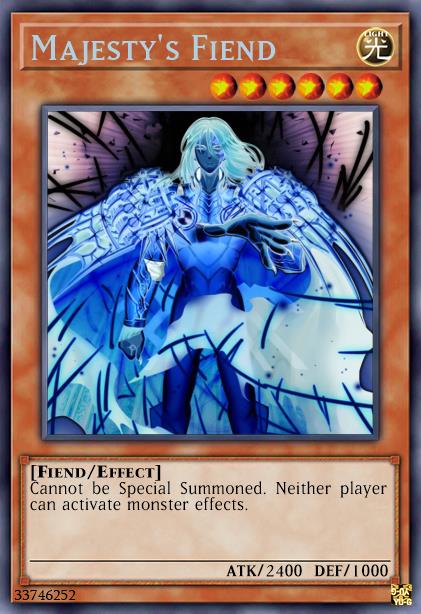 Majesty's Fiend
LIGHT
光
[Fiend/Effect]
Cannot be Special Summoned. Neither player
can activate monster effects.
ATK/2400 DEF/1000
33746252